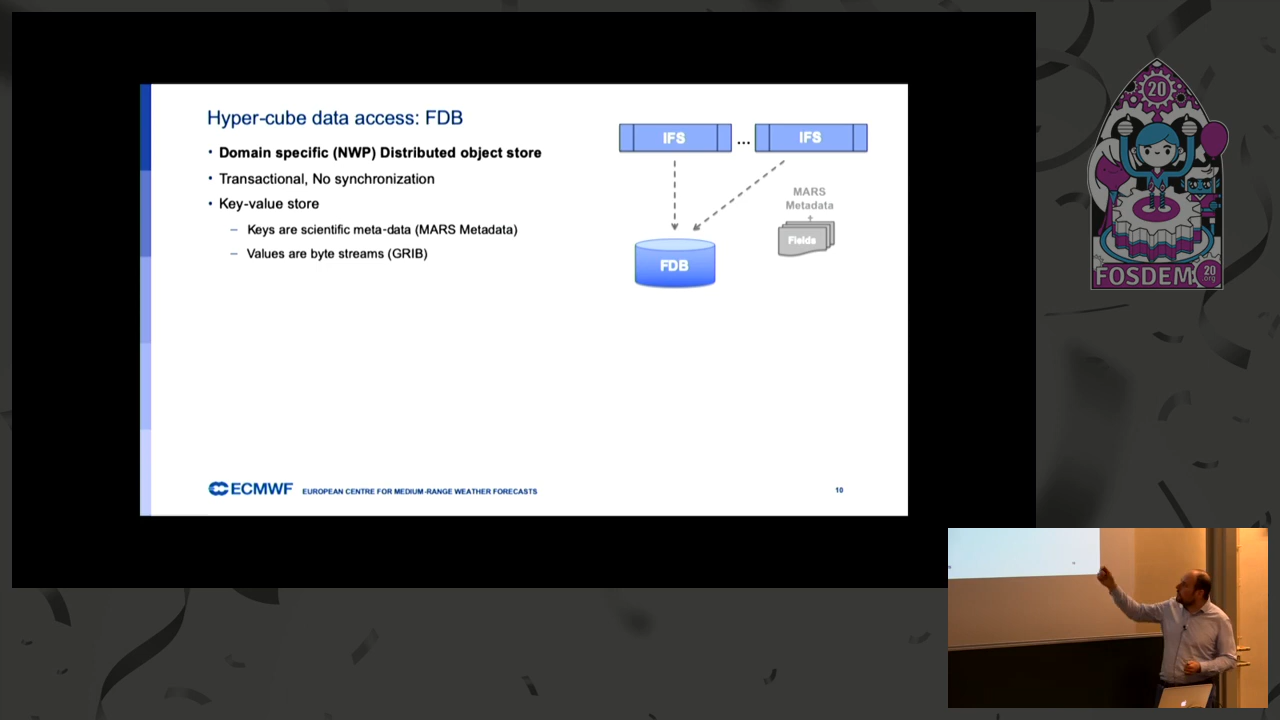 Hyper-cube data access: FDB
• Domain specific (NWP) Distributed object store
• Transactional, No synchronization
• Key-value store
– Keys are scientific meta-data (MARS Metadata)
– Values are byte streams (GRIB)
IFS
...
IFS
MARS
Metadata
+
Fields
FDB
ECMWF EUROPEAN CENTRE FOR MEDIUM-RANGE WEATHER FORECASTS
10
20
FOSDEM
20
.org